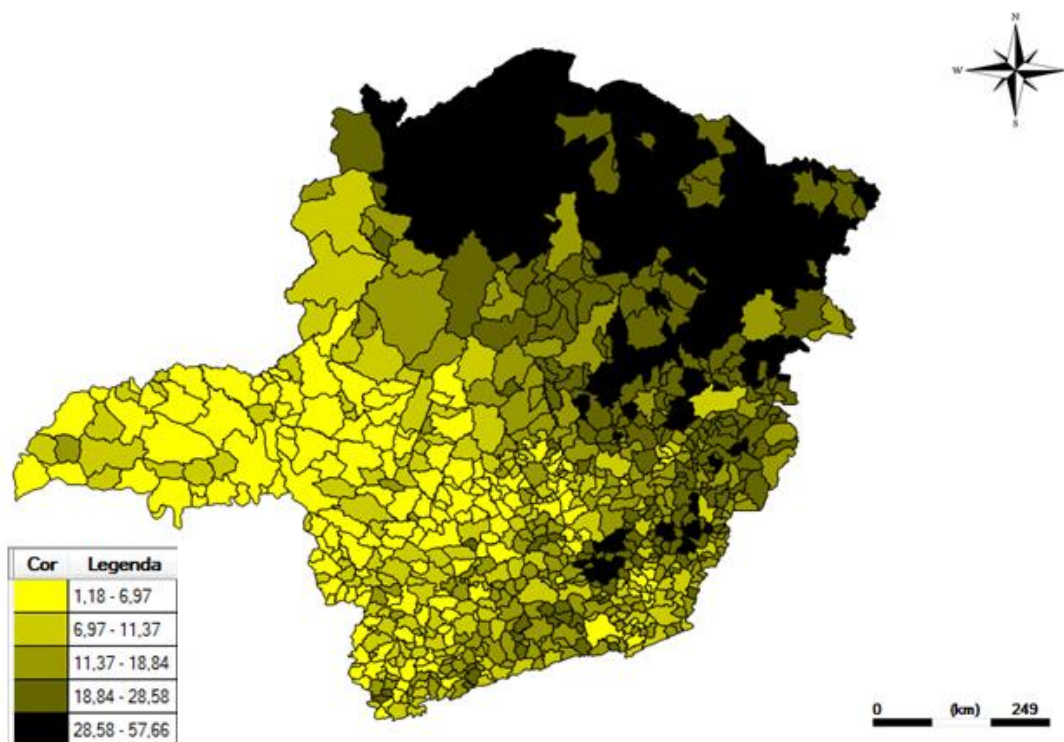 N
W
S
Cor Legenda
1,18 - 6,97
6,97 - 11,37
11,37 - 18,84
18,84 - 28,58
28,58 - 57,66
0 (km) 249